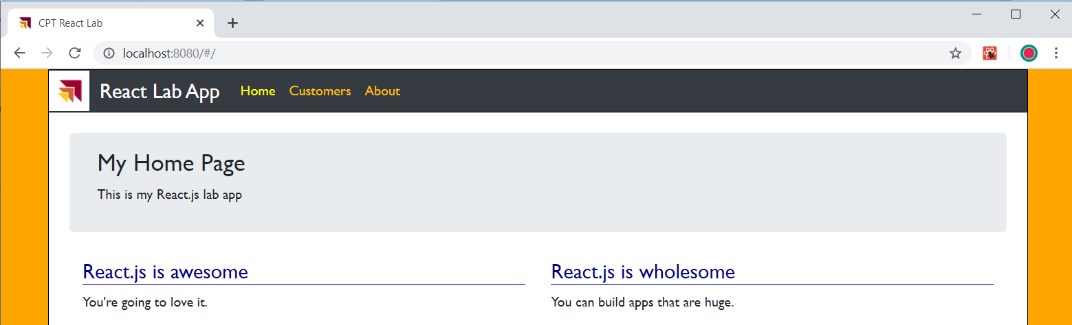 CPT React Lab
localhost:8080/#/
React Lab App Home Customers About
My Home Page
This is my React.js lab app
React.js is awesome
You're going to love it.
React.js is wholesome
You can build apps that are huge.